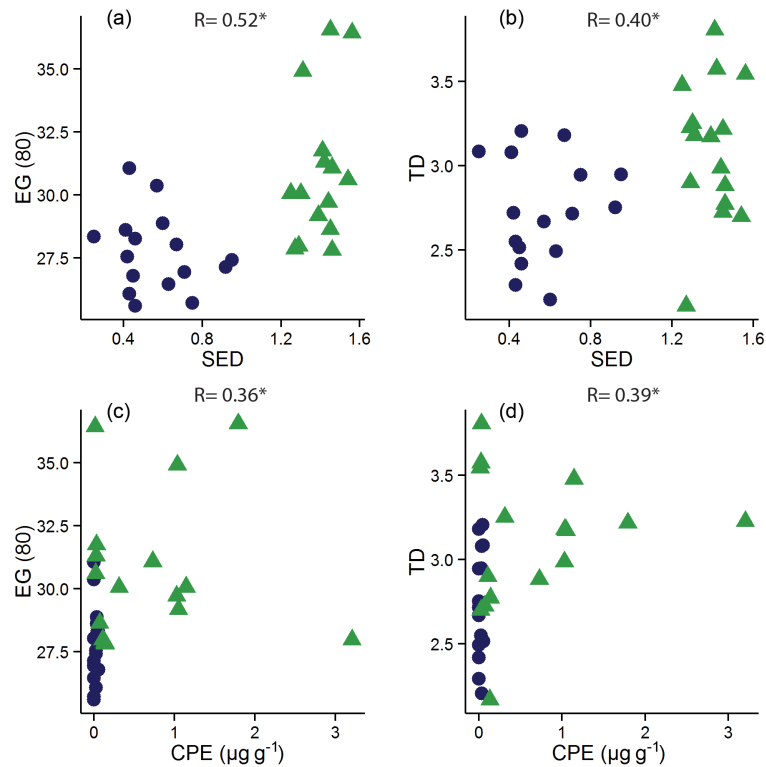 (a)
R= 0.52*
35.0
32.5
30.0
27.5
EG (80)
0.4 0.8 1.2 1.6
SED
(b)
R= 0.40*
3.5
3.0
2.5
TD
0.4 0.8 1.2 1.6
SED
(c)
R= 0.36*
35.0
32.5
30.0
27.5
EG (80)
0 1 2 3
CPE (µg g⁻¹)
(d)
R= 0.39*
3.5
3.0
2.5
TD
0 1 2 3
CPE (µg g⁻¹)